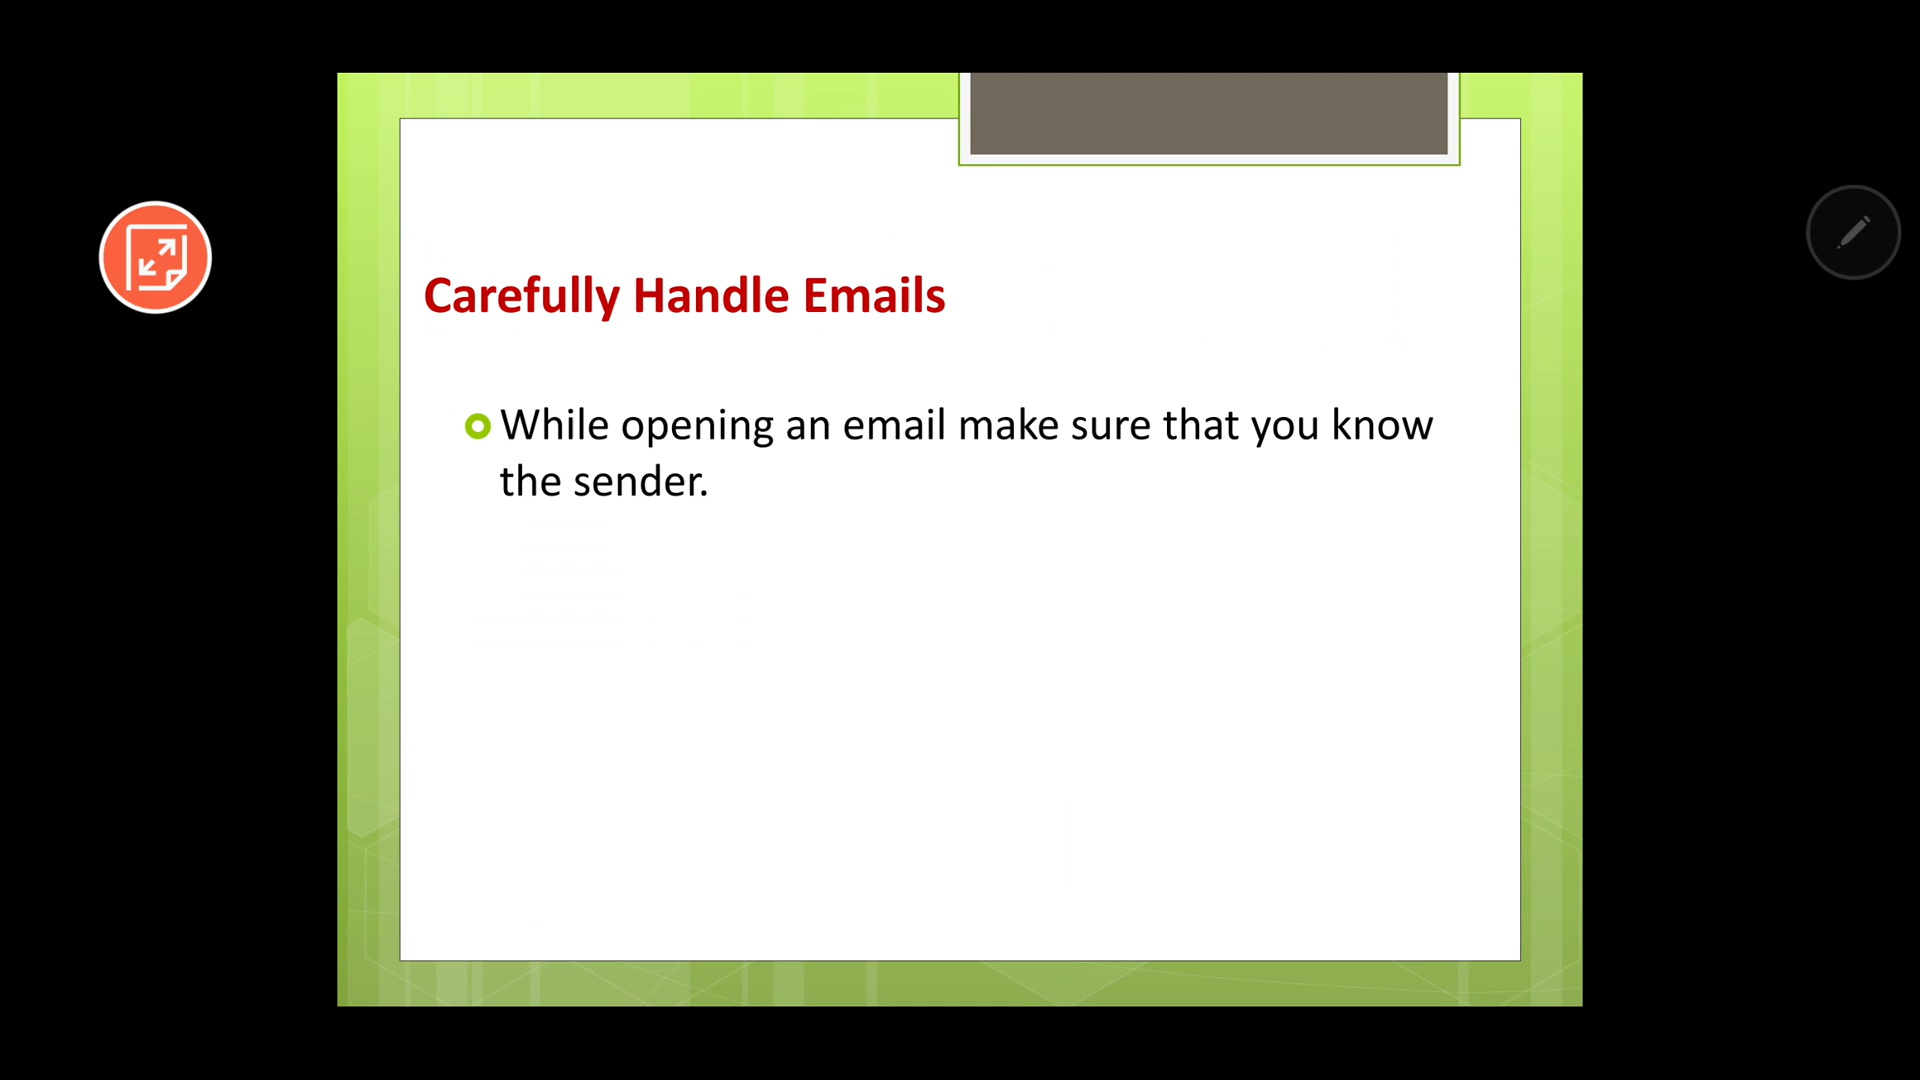 Carefully Handle Emails
While opening an email make sure that you know
the sender.